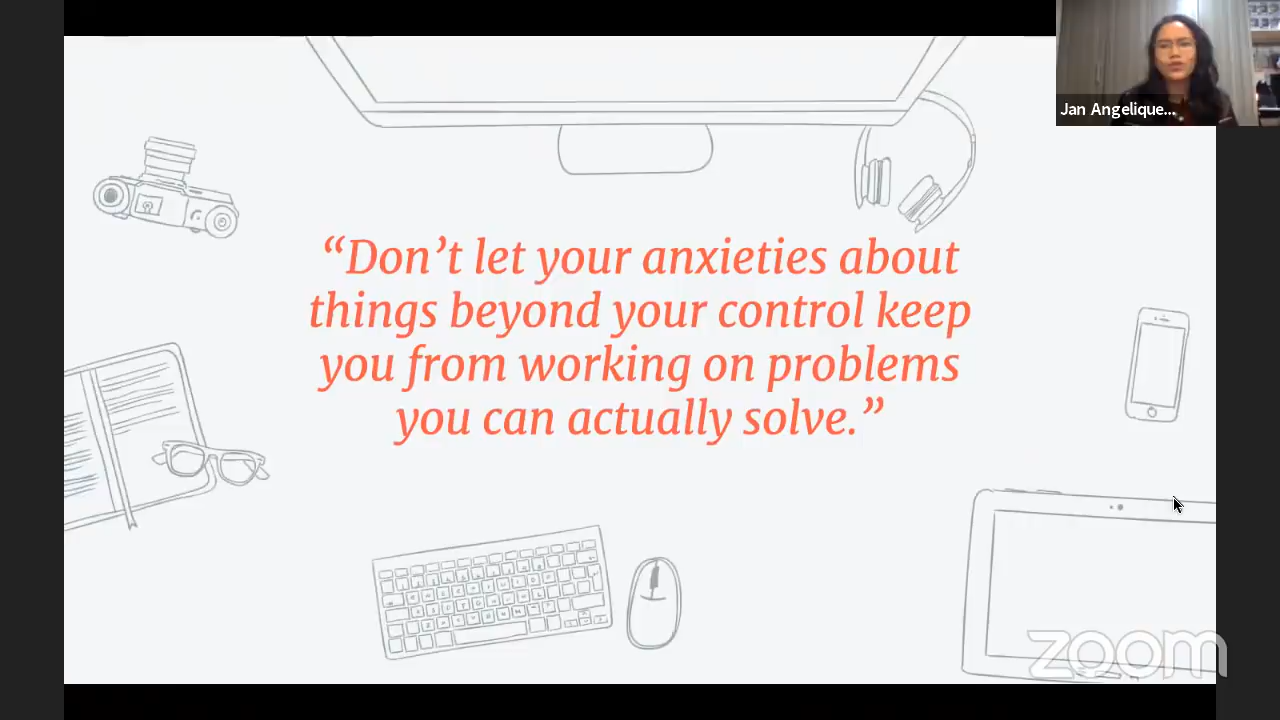 Jan Angelique...
“Don’t let your anxieties about
things beyond your control keep
you from working on problems
you can actually solve.”
zoom